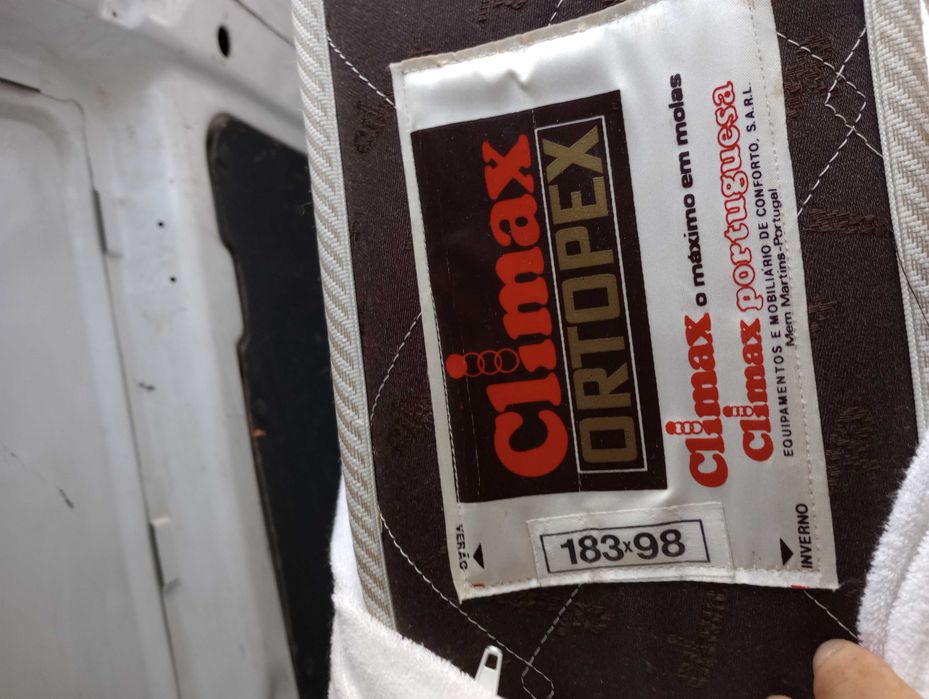 Climax
ORTOPEX
Climax o máximo em molas
Climax portuguesa
EQUIPAMENTOS E MOBILIÁRIO DE CONFORTO, S.A.R.L.
Mem Martins-Portugal
VERÃO
183x98
INVERNO